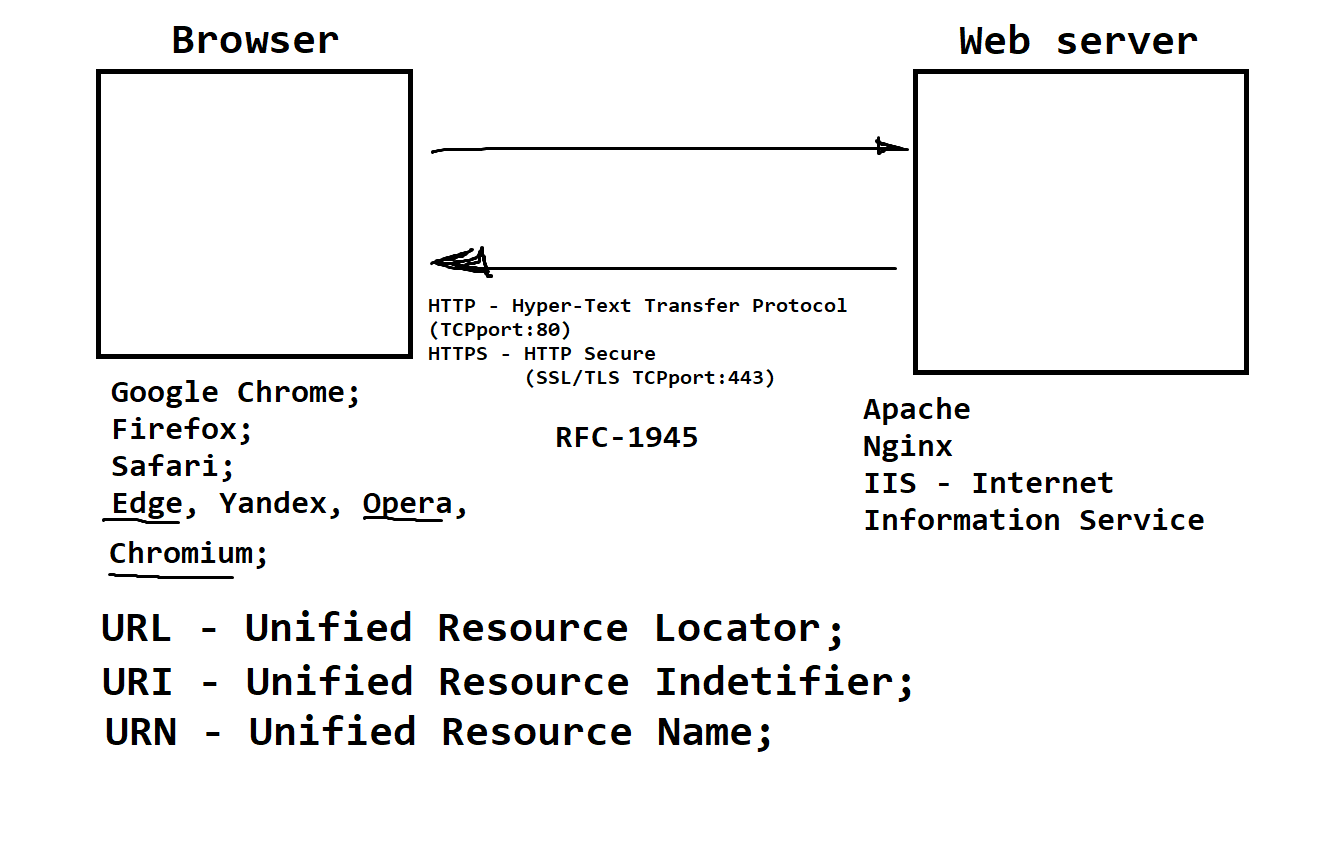 Browser
Web server
HTTP - Hyper-Text Transfer Protocol
(TCPport:80)
HTTPS - HTTP Secure
(SSL/TLS TCPport:443)
RFC-1945
Google Chrome;
Firefox;
Safari;
Edge, Yandex, Opera,
Chromium;
Apache
Nginx
IIS - Internet
Information Service
URL - Unified Resource Locator;
URI - Unified Resource Indetifier;
URN - Unified Resource Name;